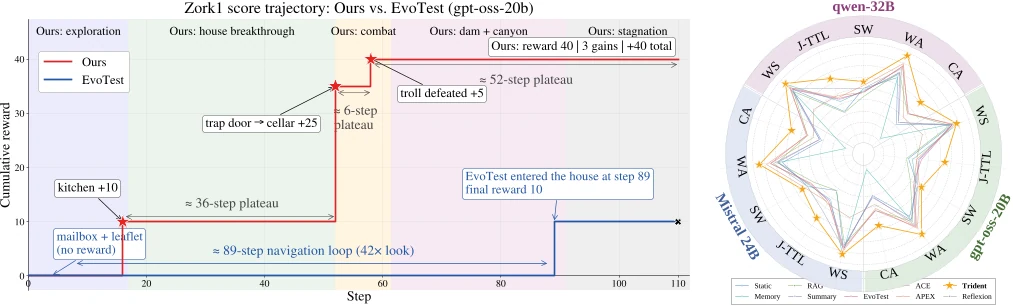 Zork1 score trajectory: Ours vs. EvoTest (gpt-oss-20b)
Ours: exploration
Ours: house breakthrough
Ours: combat
Ours: dam + canyon
Ours: stagnation
Ours: reward 40 | 3 gains | +40 total
Ours
EvoTest
≈ 52-step plateau
troll defeated +5
≈ 6-step
plateau
trap door → cellar +25
kitchen +10
≈ 36-step plateau
EvoTest entered the house at step 89
final reward 10
mailbox + leaflet
(no reward)
≈ 89-step navigation loop (42× look)
Cumulative reward
40
30
20
10
0
0
20
40
60
80
100
110
Step
qwen-32B
J-TTL
SW
WA
WS
CA
CA
WS
WA
J-TTL
SW
SW
J-TTL
WA
WS
CA
Mistral 24B
gpt-oss-20B
Static
RAG
ACE
Trident
Memory
Summary
EvoTest
APEX
Reflexion